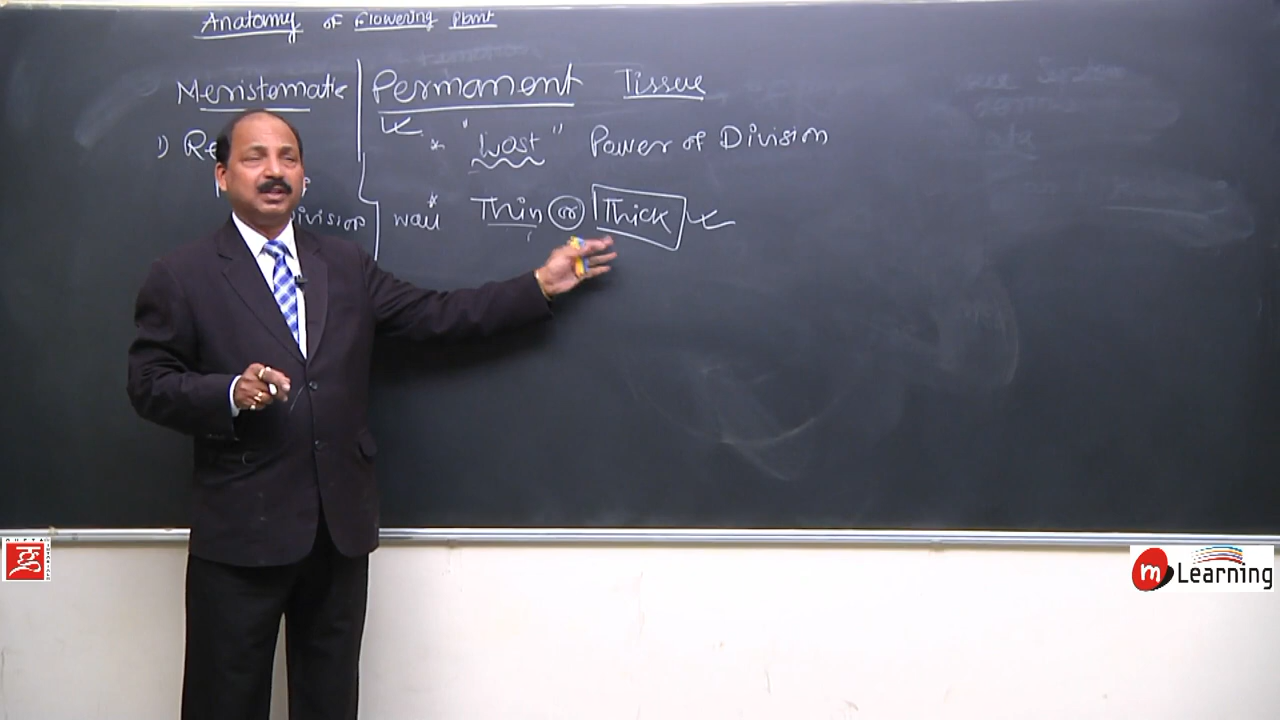 Anatomy of Flowering Plant
Meristematic Permanent Tissue
1) Re
* "Lost" Power of Division
Division
* wall Thin or Thick
GUPTA
m Learning